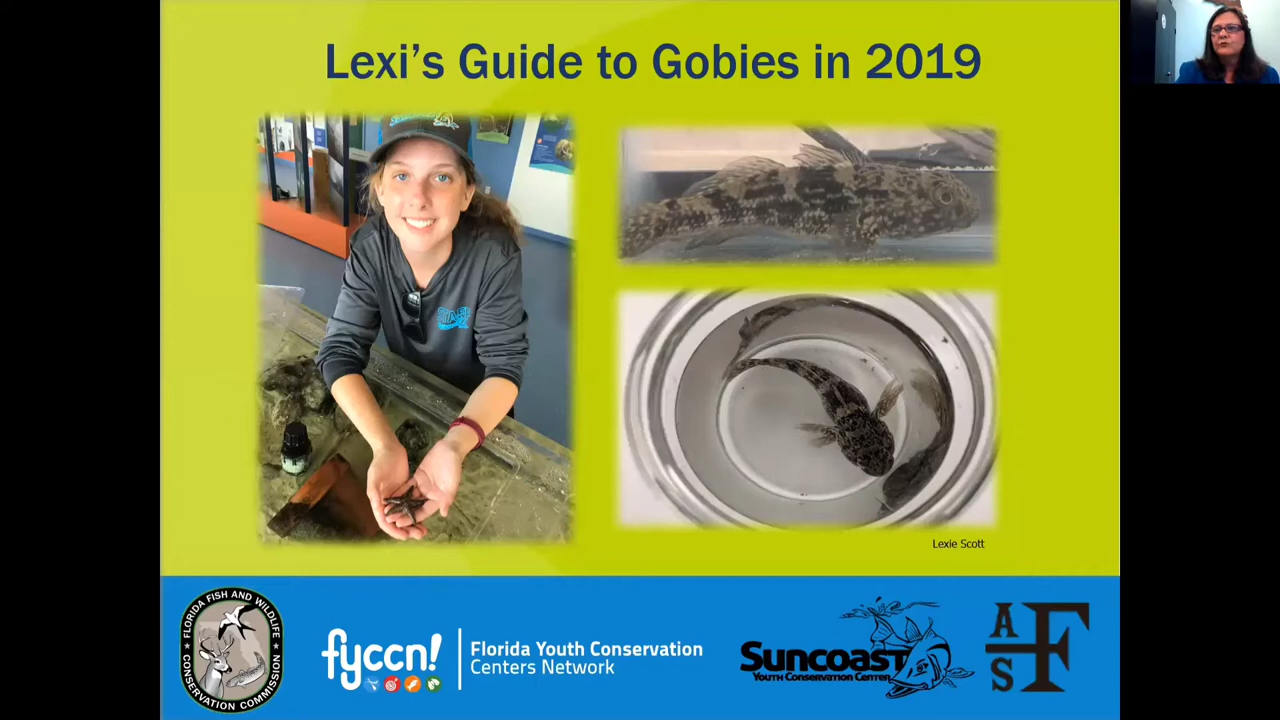 Lexi's Guide to Gobies in 2019
STAFF
Lexie Scott
FLORIDA FISH AND WILDLIFE
CONSERVATION COMMISSION
fyccn!
Florida Youth Conservation
Centers Network
Suncoast
Youth Conservation Center
AFS